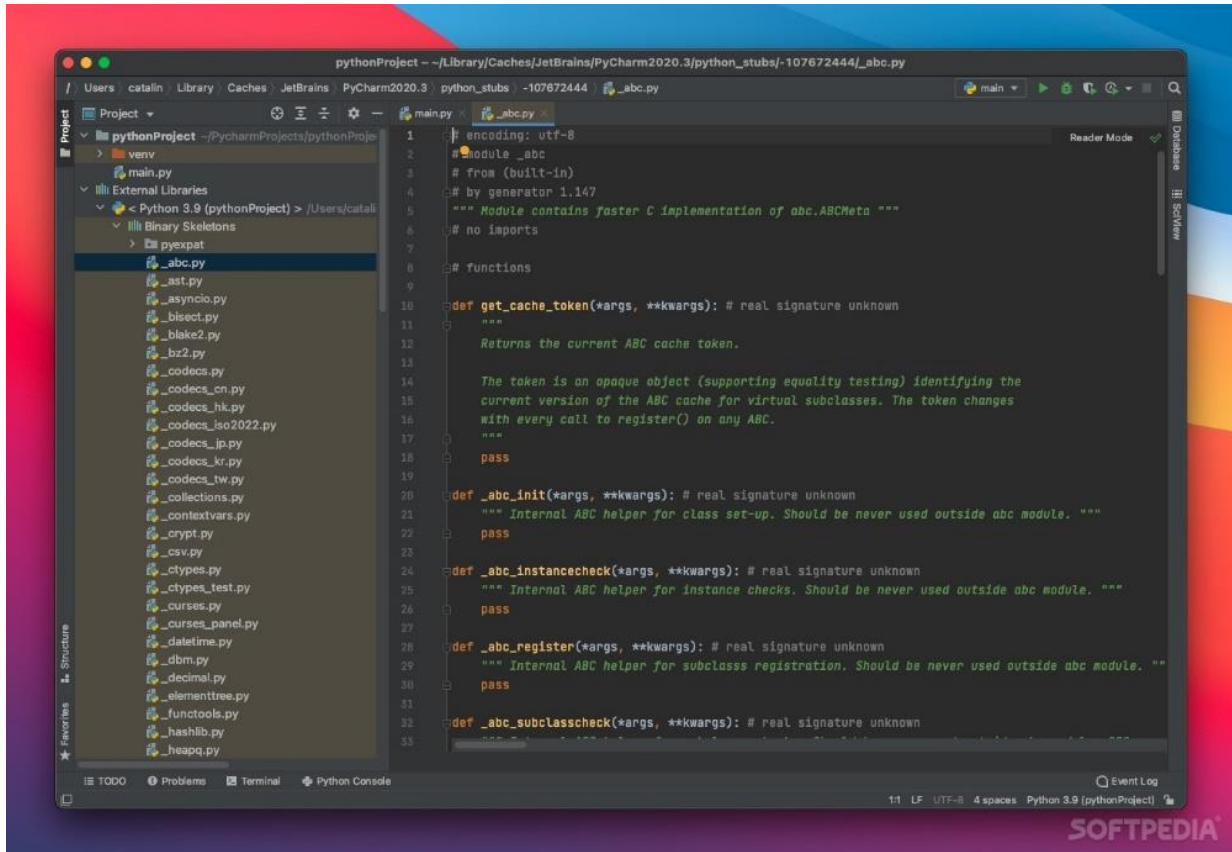 pythonProject – ~/Library/Caches/JetBrains/PyCharm2020.3/python_stubs/-107672444/_abc.py
/ Users catalin Library Caches JetBrains PyCharm2020.3 python_stubs -107672444 _abc.py main
Project
main.py _abc.py
Project
pythonProject ~/PycharmProjects/pythonProje
venv
main.py
External Libraries
< Python 3.9 (pythonProject) > /Users/catali
Binary Skeletons
pyexpat
_abc.py
_ast.py
_asyncio.py
_bisect.py
_blake2.py
_bz2.py
_codecs.py
_codecs_cn.py
_codecs_hk.py
_codecs_iso2022.py
_codecs_jp.py
_codecs_kr.py
_codecs_tw.py
_collections.py
_contextvars.py
_crypt.py
_csv.py
_ctypes.py
_ctypes_test.py
_curses.py
_curses_panel.py
_datetime.py
_dbm.py
_decimal.py
_elementtree.py
_functools.py
_hashlib.py
_heapq.py
Structure
Favorites
1 # encoding: utf-8
2 # module _abc
3 # from (built-in)
4 # by generator 1.147
5 """ Module contains faster C implementation of abc.ABCMeta """
6 # no imports
7
8 # functions
9
10 def get_cache_token(*args, **kwargs): # real signature unknown
11 """
12 Returns the current ABC cache token.
13
14 The token is an opaque object (supporting equality testing) identifying the
15 current version of the ABC cache for virtual subclasses. The token changes
16 with every call to register() on any ABC.
17 """
18 pass
19
20 def _abc_init(*args, **kwargs): # real signature unknown
21 """ Internal ABC helper for class set-up. Should be never used outside abc module. """
22 pass
23
24 def _abc_instancecheck(*args, **kwargs): # real signature unknown
25 """ Internal ABC helper for instance checks. Should be never used outside abc module. """
26 pass
27
28 def _abc_register(*args, **kwargs): # real signature unknown
29 """ Internal ABC helper for subclasss registration. Should be never used outside abc module. ""
30 pass
31
32 def _abc_subclasscheck(*args, **kwargs): # real signature unknown
33
Reader Mode
Database
SciView
TODO Problems Terminal Python Console Event Log
1:1 LF UTF-8 4 spaces Python 3.9 (pythonProject)
SOFTPEDIA